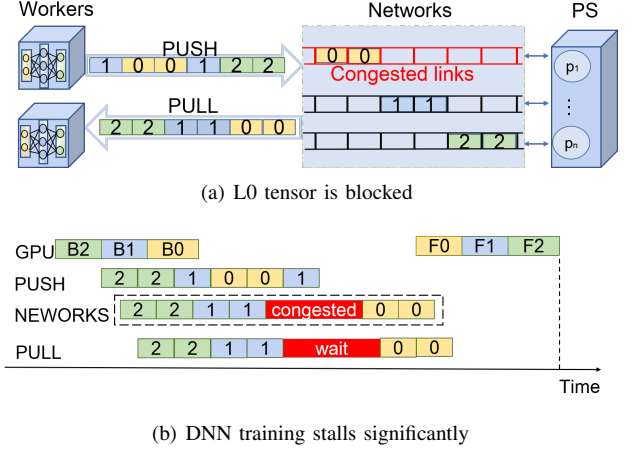 Workers Networks PS
PUSH
1 0 0 1 2 2
0 0
Congested links
p1
PULL
1 1
2 2 1 1 0 0
2 2
pn
(a) L0 tensor is blocked
GPU B2 B1 B0 F0 F1 F2
PUSH 2 2 1 0 0 1
NEWORKS 2 2 1 1 congested 0 0
PULL 2 2 1 1 wait 0 0
Time
(b) DNN training stalls significantly